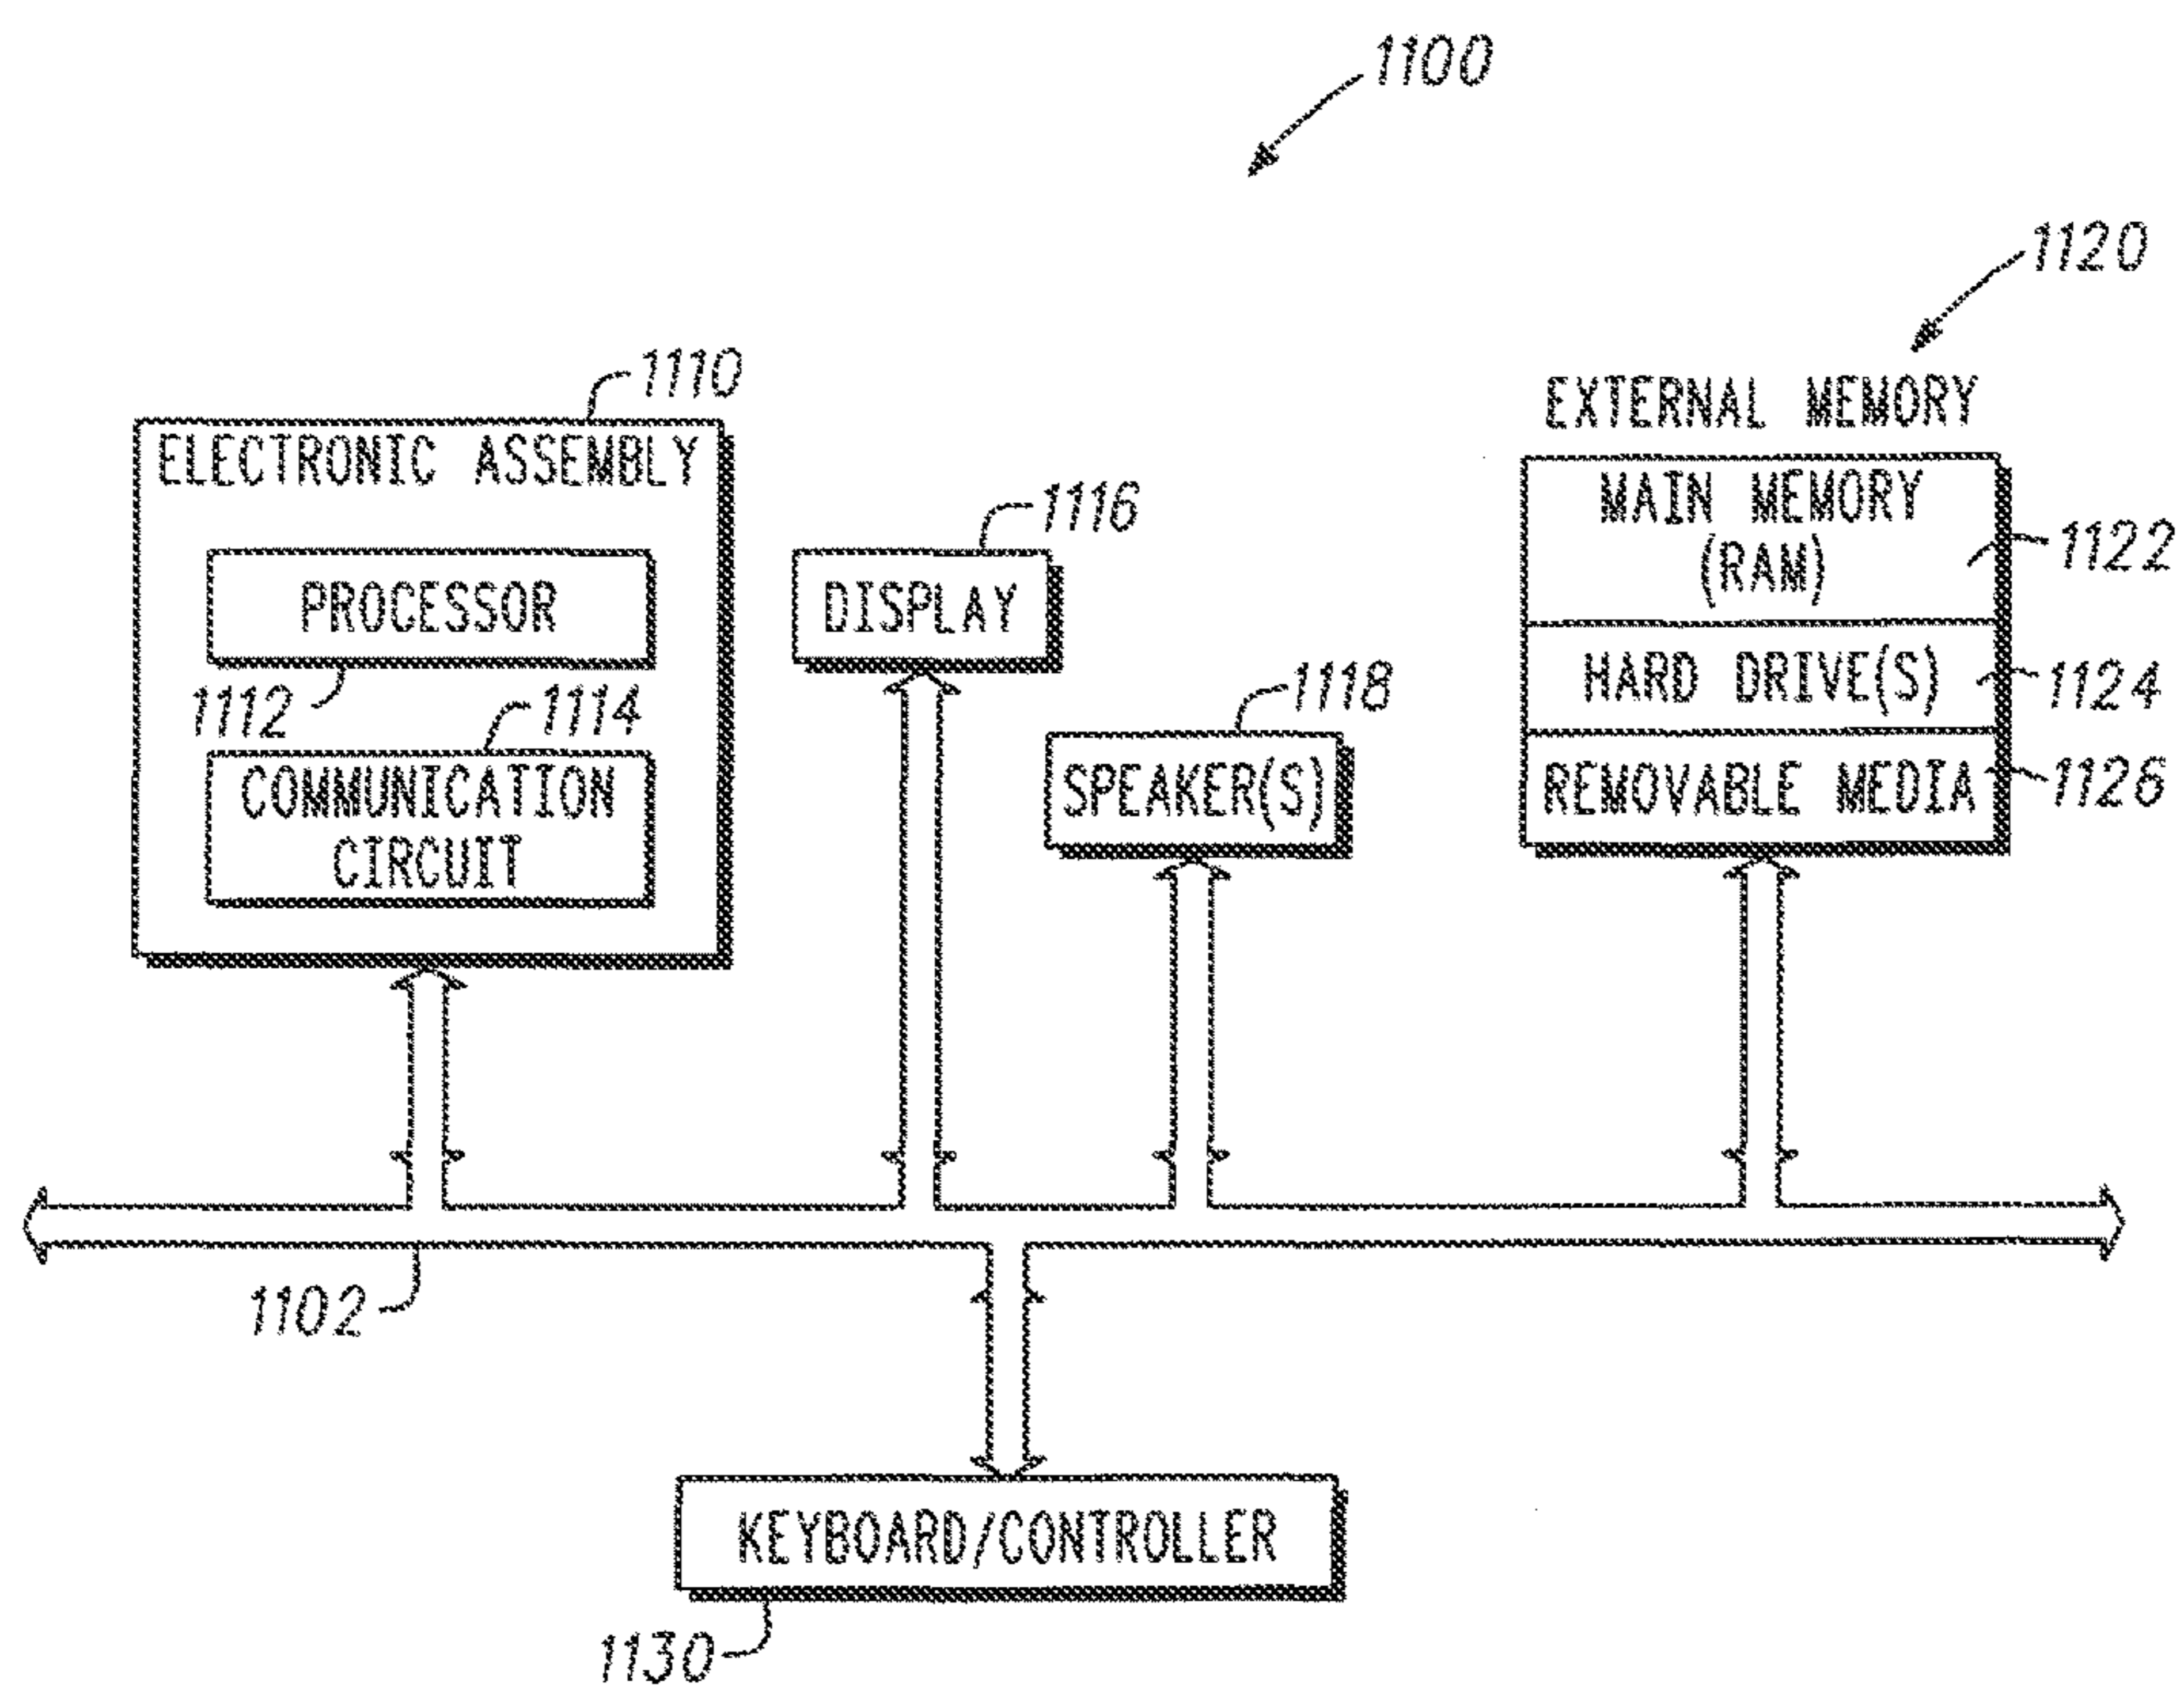 1100
1120
1110
ELECTRONIC ASSEMBLY
EXTERNAL MEMORY
MAIN MEMORY
(RAM)
1122
1116
PROCESSOR
DISPLAY
1112
1114
1118
HARD DRIVE(S)
1124
COMMUNICATION
CIRCUIT
SPEAKER(S)
REMOVABLE MEDIA
1126
1102
KEYBOARD/CONTROLLER
1130